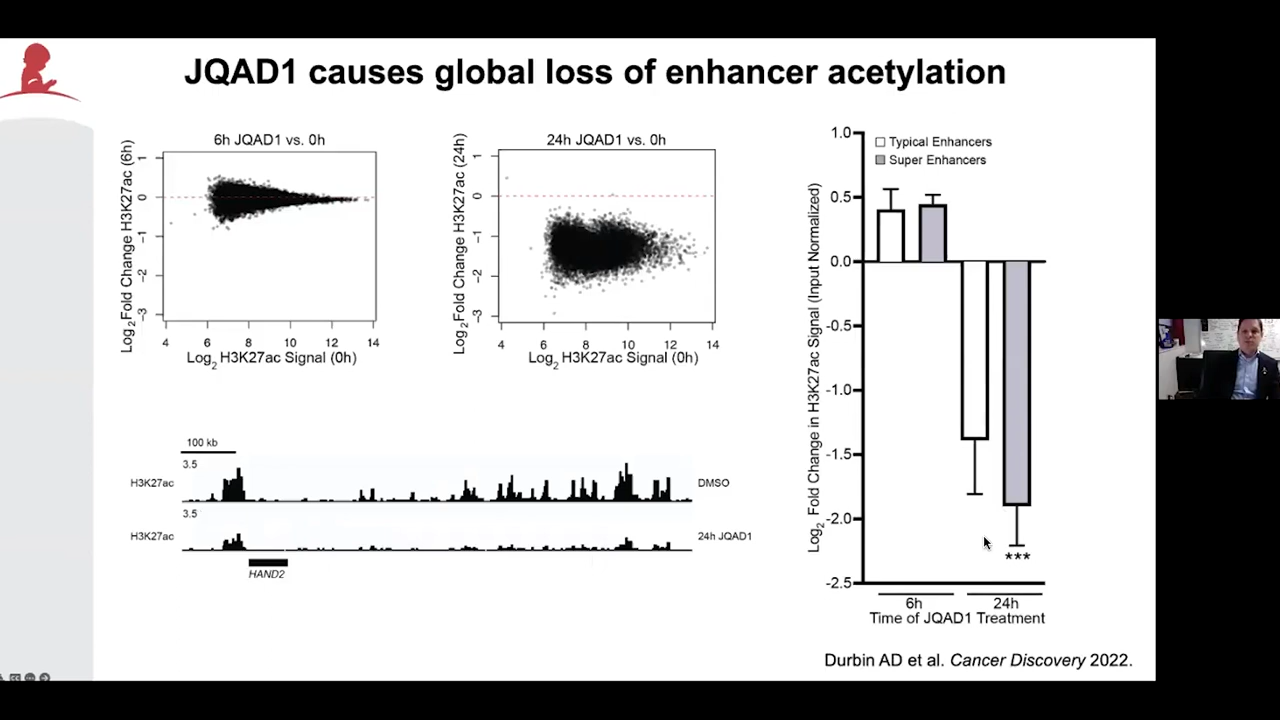 JQAD1 causes global loss of enhancer acetylation
6h JQAD1 vs. 0h
Log2 Fold Change H3K27ac (6h)
1
0
-1
-2
-3
4 6 8 10 12 14
Log2 H3K27ac Signal (0h)
24h JQAD1 vs. 0h
Log2 Fold Change H3K27ac (24h)
1
0
-1
-2
-3
4 6 8 10 12 14
Log2 H3K27ac Signal (0h)
100 kb
3.5
H3K27ac
DMSO
3.5
H3K27ac
24h JQAD1
HAND2
Typical Enhancers
Super Enhancers
Log2 Fold Change in H3K27ac Signal (Input Normalized)
1.0
0.5
0.0
-0.5
-1.0
-1.5
-2.0
-2.5
***
6h 24h
Time of JQAD1 Treatment
Durbin AD et al. Cancer Discovery 2022.